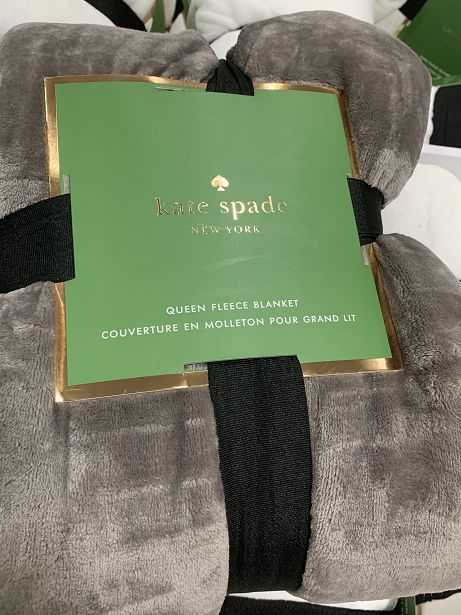 kate spade
NEW YORK
QUEEN FLEECE BLANKET
COUVERTURE EN MOLLETON POUR GRAND LIT